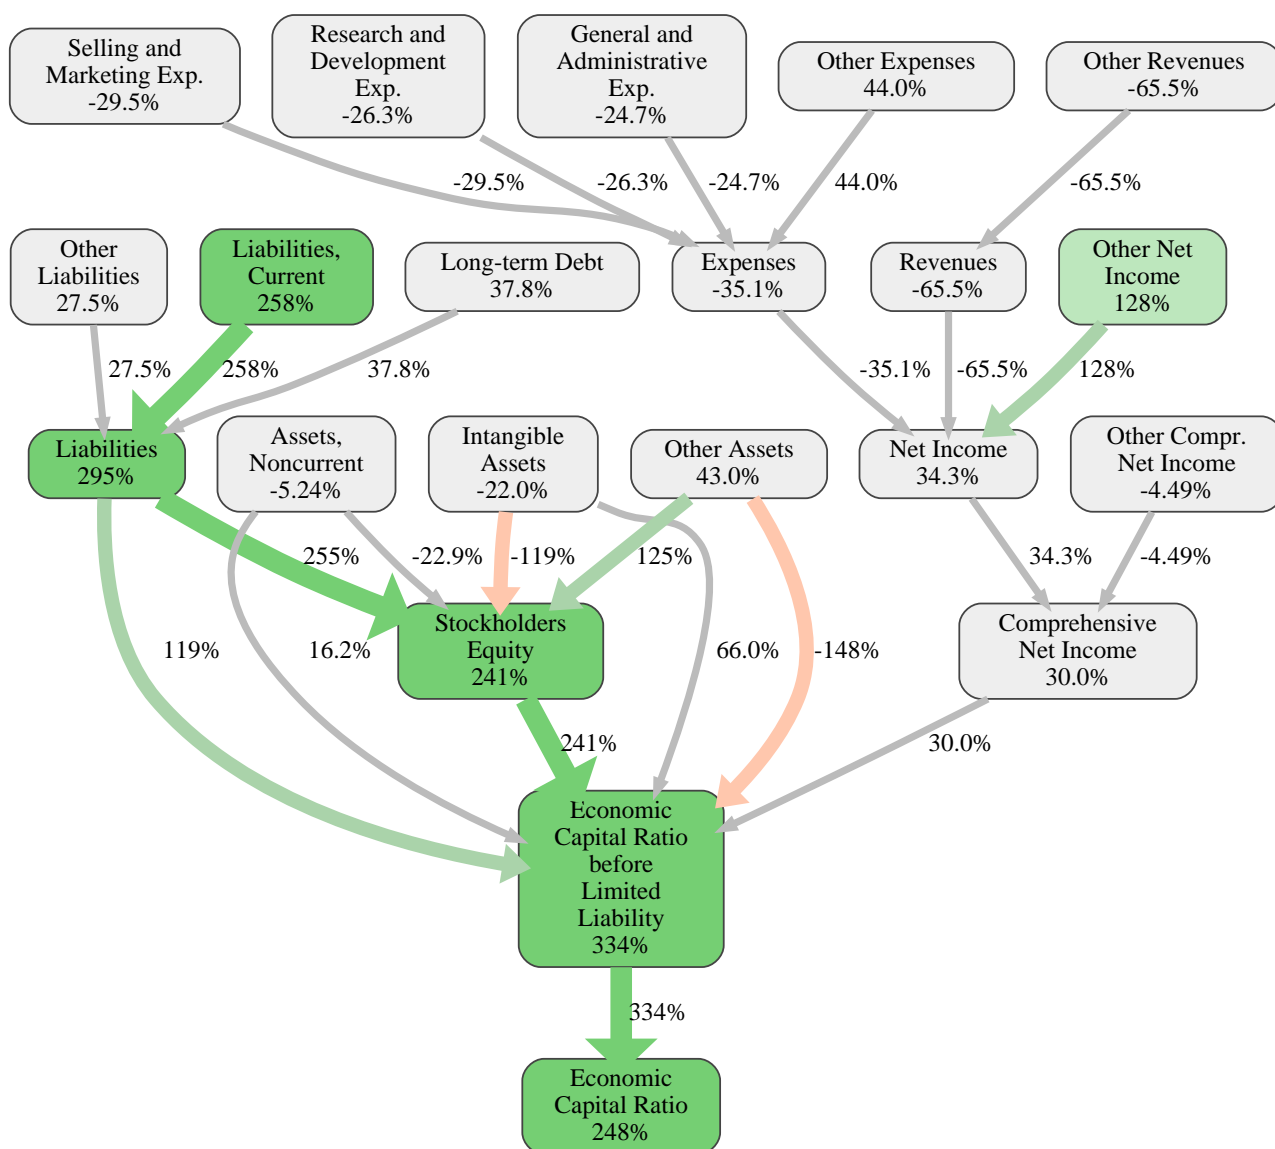 Selling and
Marketing Exp.
-29.5%
Research and
Development
Exp.
-26.3%
General and
Administrative
Exp.
-24.7%
Other Expenses
44.0%
Other Revenues
-65.5%
-29.5%
-26.3%
-24.7%
44.0%
-65.5%
Other
Liabilities
27.5%
Liabilities,
Current
258%
Long-term Debt
37.8%
Expenses
-35.1%
Revenues
-65.5%
Other Net
Income
128%
27.5%
258%
37.8%
-35.1%
-65.5%
128%
Liabilities
295%
Assets,
Noncurrent
-5.24%
Intangible
Assets
-22.0%
Other Assets
43.0%
Net Income
34.3%
Other Compr.
Net Income
-4.49%
255%
-22.9%
-119%
125%
34.3%
-4.49%
119%
16.2%
Stockholders
Equity
241%
66.0%
-148%
Comprehensive
Net Income
30.0%
241%
30.0%
Economic
Capital Ratio
before
Limited
Liability
334%
334%
Economic
Capital Ratio
248%